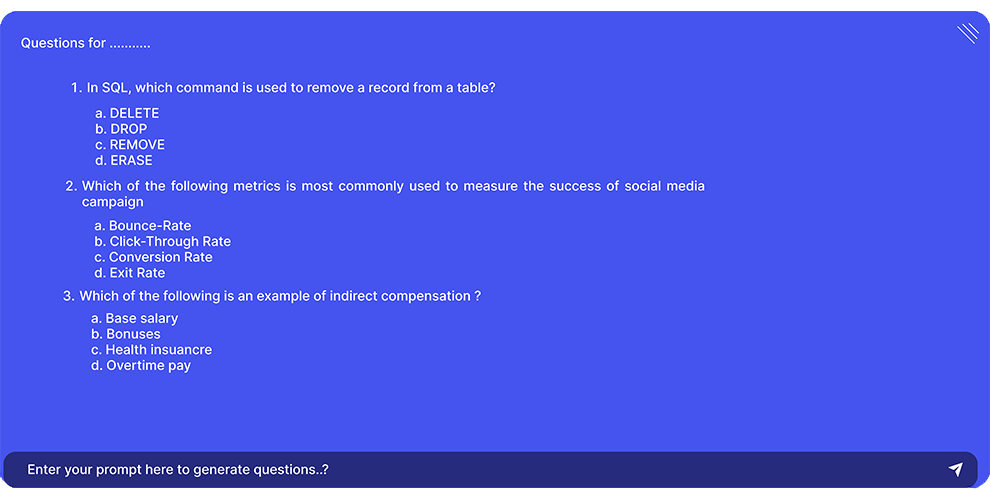 Questions for ...........
1. In SQL, which command is used to remove a record from a table?
a. DELETE
b. DROP
c. REMOVE
d. ERASE
2. Which of the following metrics is most commonly used to measure the success of social media
campaign
a. Bounce-Rate
b. Click-Through Rate
c. Conversion Rate
d. Exit Rate
3. Which of the following is an example of indirect compensation ?
a. Base salary
b. Bonuses
c. Health insuancre
d. Overtime pay
Enter your prompt here to generate questions..?